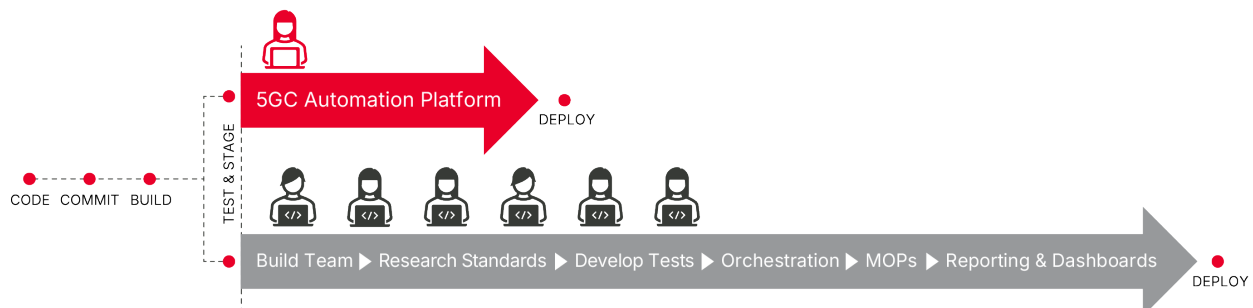 5GC Automation Platform
DEPLOY
TEST & STAGE
CODE COMMIT BUILD
</> </> </> </> </> </>
Build Team Research Standards Develop Tests Orchestration MOPs Reporting & Dashboards
DEPLOY